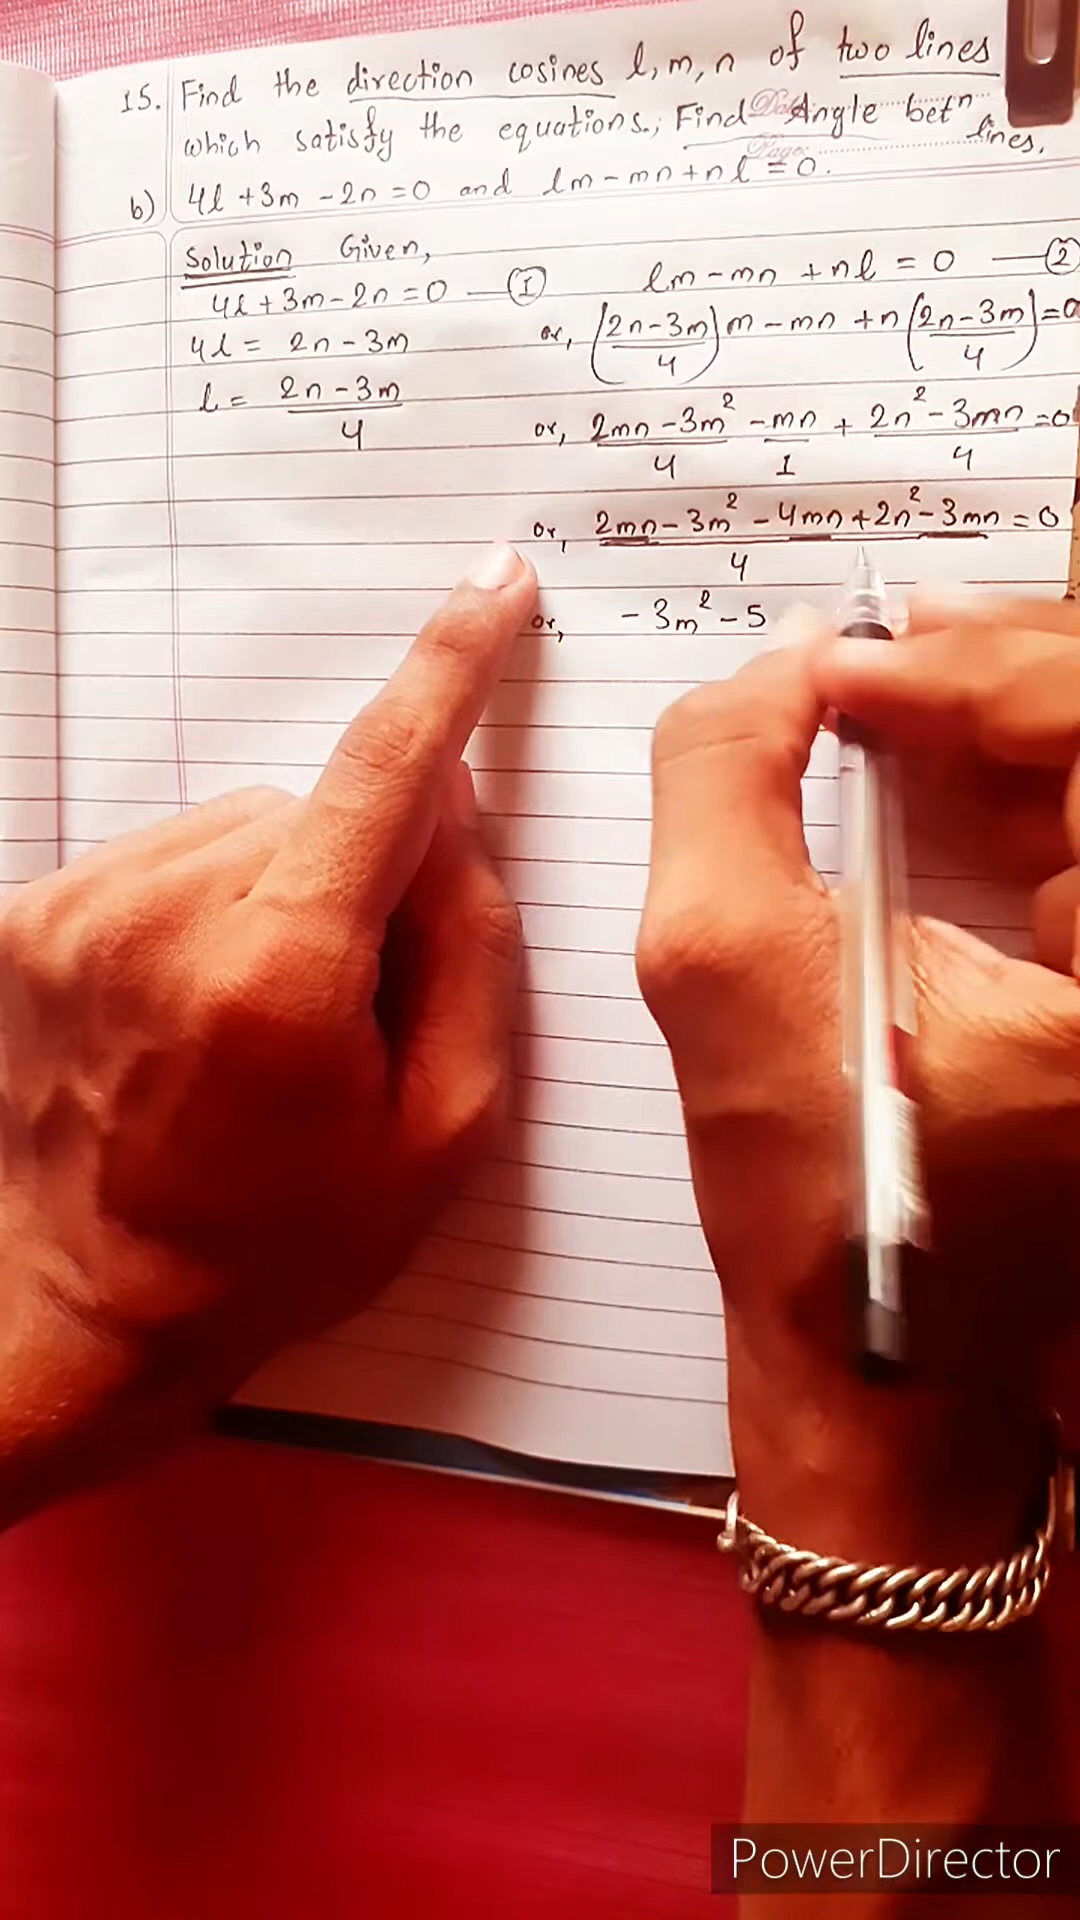 15. Find the direction cosines l, m, n of two lines
which satisfy the equations., Find Angle betn lines.
b) 4l + 3m - 2n = 0 and lm - mn + nl = 0.
Solution Given,
4l + 3m - 2n = 0 — (1)
4l = 2n - 3m
l = (2n - 3m)/4
lm - mn + nl = 0 — (2)
or, ((2n - 3m)/4) m - mn + n ((2n - 3m)/4) = 0
or, (2mn - 3m²)/4 - mn/1 + (2n² - 3mn)/4 = 0
or, (2mn - 3m² - 4mn + 2n² - 3mn)/4 = 0
or, - 3m² - 5
PowerDirector